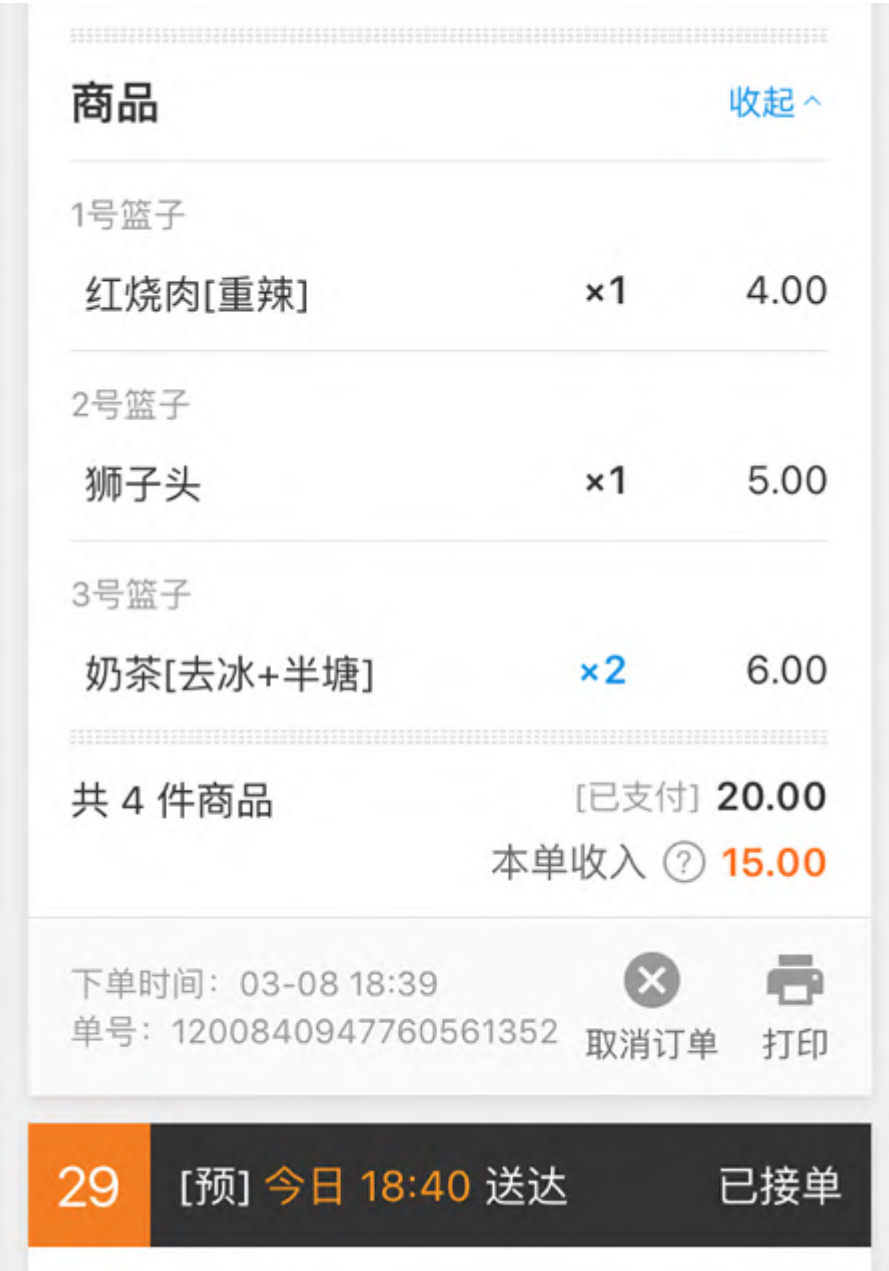 商品 收起
1号篮子
红烧肉[重辣] ×1 4.00
2号篮子
狮子头 ×1 5.00
3号篮子
奶茶[去冰+半塘] ×2 6.00
共 4 件商品 [已支付] 20.00
本单收入 ? 15.00
下单时间：03-08 18:39
单号：1200840947760561352
取消订单 打印
29 [预] 今日 18:40 送达 已接单